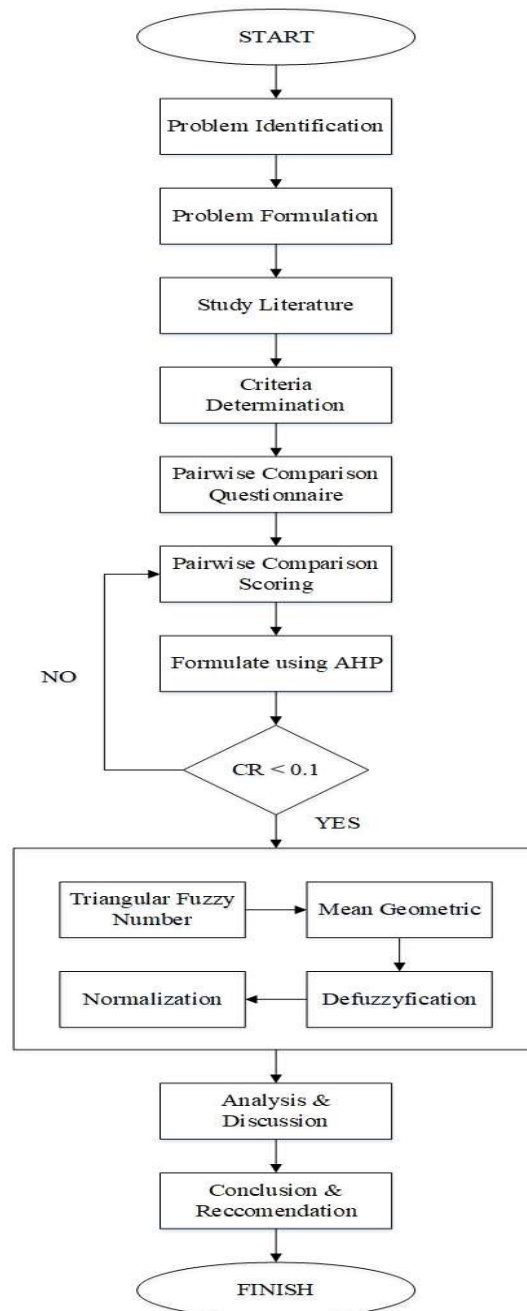 START
Problem Identification
Problem Formulation
Study Literature
Criteria
Determination
Pairwise Comparison
Questionnaire
Pairwise Comparison
Scoring
Formulate using AHP
NO
CR < 0.1
YES
Triangular Fuzzy
Number
Mean Geometric
Defuzzyfication
Normalization
Analysis &
Discussion
Conclusion &
Reccomendation
FINISH